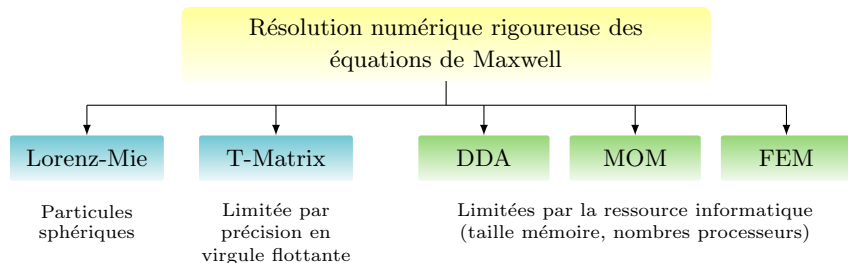 Résolution numérique rigoureuse des
équations de Maxwell
Lorenz-Mie
T-Matrix
DDA
MOM
FEM
Particules
sphériques
Limitée par
précision en
virgule flottante
Limitées par la ressource informatique
(taille mémoire, nombres processeurs)